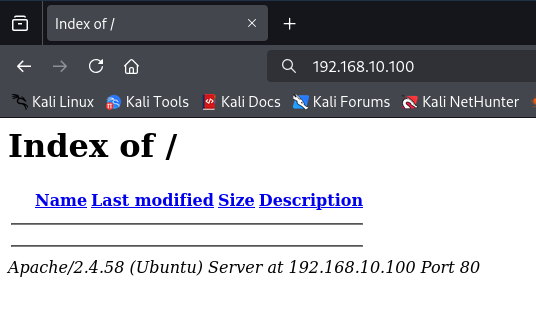 Index of /
192.168.10.100
Kali Linux Kali Tools Kali Docs Kali Forums Kali NetHunter
Index of /
Name Last modified Size Description
Apache/2.4.58 (Ubuntu) Server at 192.168.10.100 Port 80